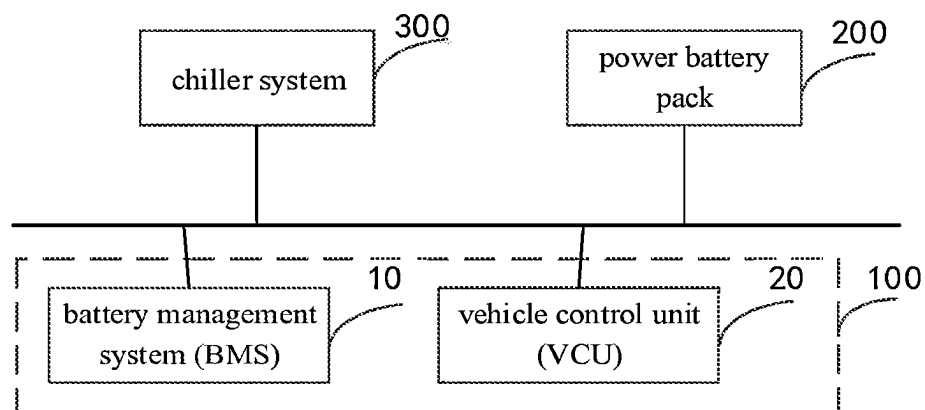 300
chiller system
200
power battery
pack
10
battery management
system (BMS)
20
vehicle control unit
(VCU)
100